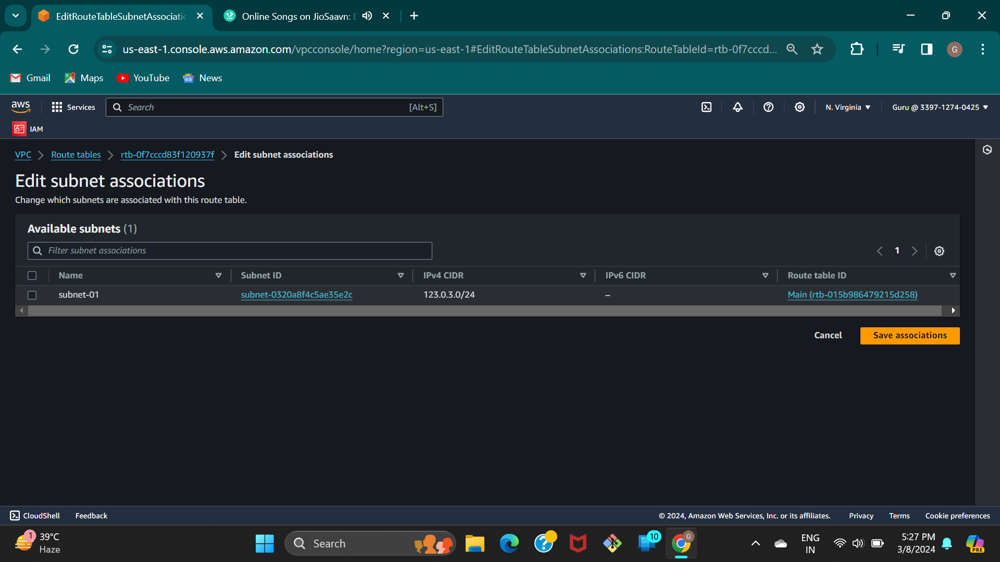 EditRouteTableSubnetAssociatio
Online Songs on JioSaavn: D
us-east-1.console.aws.amazon.com/vpcconsole/home?region=us-east-1#EditRouteTableSubnetAssociations:RouteTableId=rtb-0f7cccd...
G
Gmail
Maps
YouTube
News
aws
Services
Search
[Alt+S]
N. Virginia
Guru @ 3397-1274-0425
IAM
VPC
Route tables
rtb-0f7cccd83f120937f
Edit subnet associations
Edit subnet associations
Change which subnets are associated with this route table.
Available subnets (1)
Filter subnet associations
1
Name
Subnet ID
IPv4 CIDR
IPv6 CIDR
Route table ID
subnet-01
subnet-0320a8f4c5ae35e2c
123.0.3.0/24
–
Main (rtb-015b986479215d258)
Cancel
Save associations
CloudShell
Feedback
© 2024, Amazon Web Services, Inc. or its affiliates.
Privacy
Terms
Cookie preferences
1
39°C
Haze
Search
10
G
ENG
IN
5:27 PM
3/8/2024
PRE